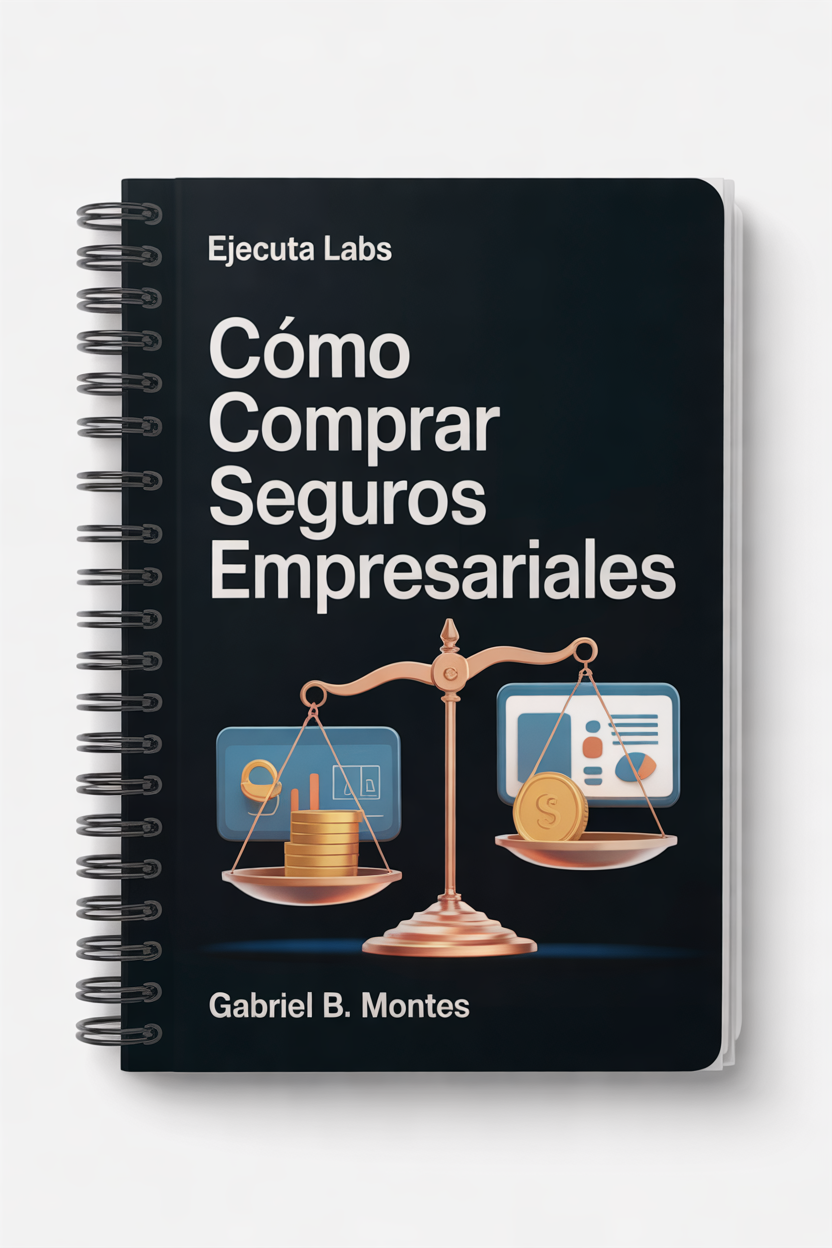 Ejecuta Labs
Cómo
Comprar
Seguros
Empresariales
$
Gabriel B. Montes